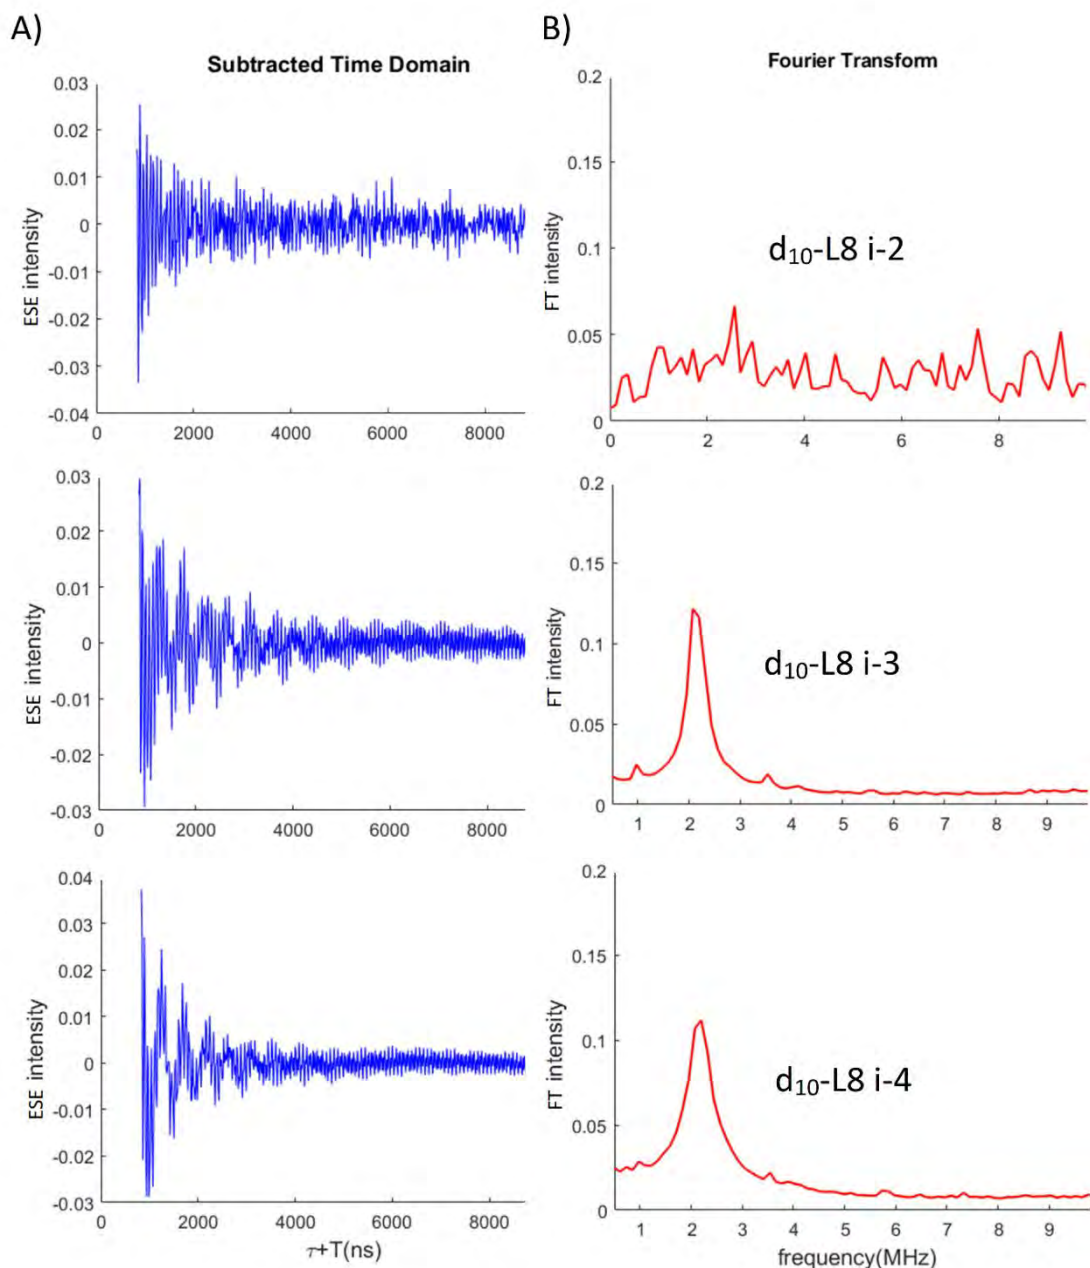 A)
Subtracted Time Domain
0.03
0.02
0.01
0
-0.01
-0.02
-0.03
-0.04
ESE intensity
0 2000 4000 6000 8000
B)
Fourier Transform
0.2
0.15
0.1
0.05
0
FT intensity
d10-L8 i-2
0 2 4 6 8
0.03
0.02
0.01
0
-0.01
-0.02
-0.03
ESE intensity
0 2000 4000 6000 8000
0.2
0.15
0.1
0.05
0
FT intensity
d10-L8 i-3
1 2 3 4 5 6 7 8 9
0.04
0.03
0.02
0.01
0
-0.01
-0.02
-0.03
ESE intensity
0 2000 4000 6000 8000
τ+T(ns)
0.2
0.15
0.1
0.05
0
FT intensity
d10-L8 i-4
1 2 3 4 5 6 7 8 9
frequency(MHz)